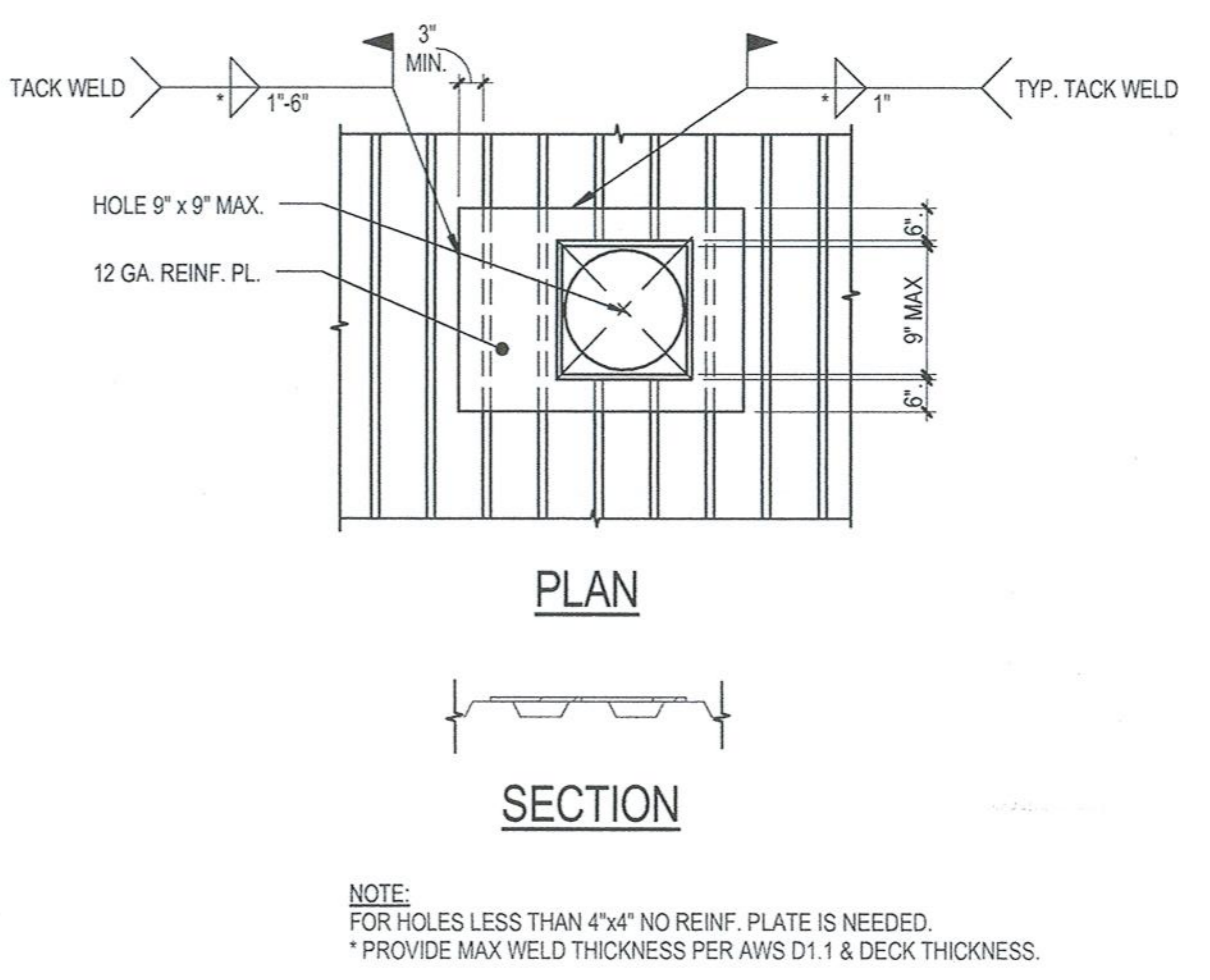 3"
MIN.
TACK WELD
*
1"-6"
*
1"
TYP. TACK WELD
HOLE 9" x 9" MAX.
12 GA. REINF. PL.
6".
9" MAX
6".
PLAN
SECTION
NOTE:
FOR HOLES LESS THAN 4"x4" NO REINF. PLATE IS NEEDED.
* PROVIDE MAX WELD THICKNESS PER AWS D1.1 & DECK THICKNESS.